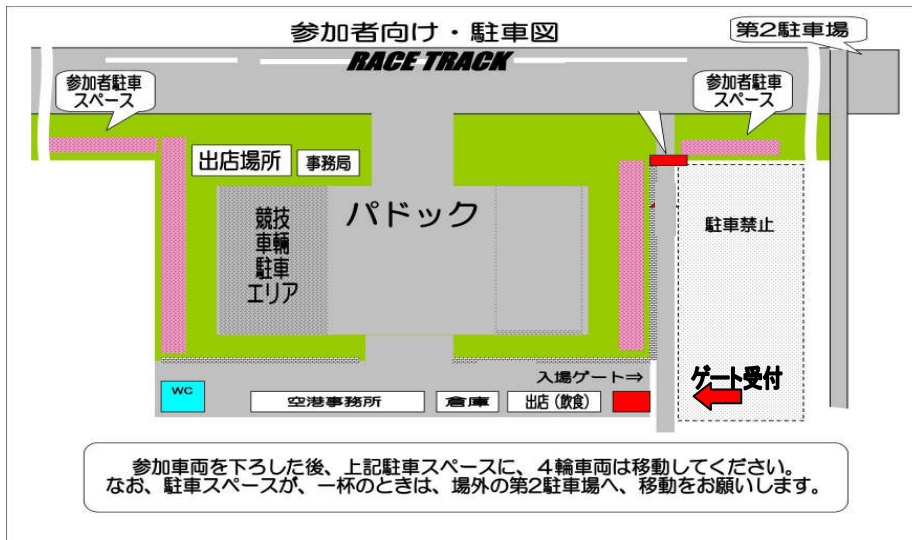 参加者向け・駐車図
第2駐車場
RACE TRACK
参加者駐車
スペース
参加者駐車
スペース
出店場所
事務局
パドック
競技
車輛
駐車
エリア
駐車禁止
入場ゲート⇒
ゲート受付
WC
空港事務所
倉庫
出店(飲食)
参加車両を下ろした後、上記駐車スペースに、4輪車両は移動してください。
なお、駐車スペースが、一杯のときは、場外の第2駐車場へ、移動をお願いします。